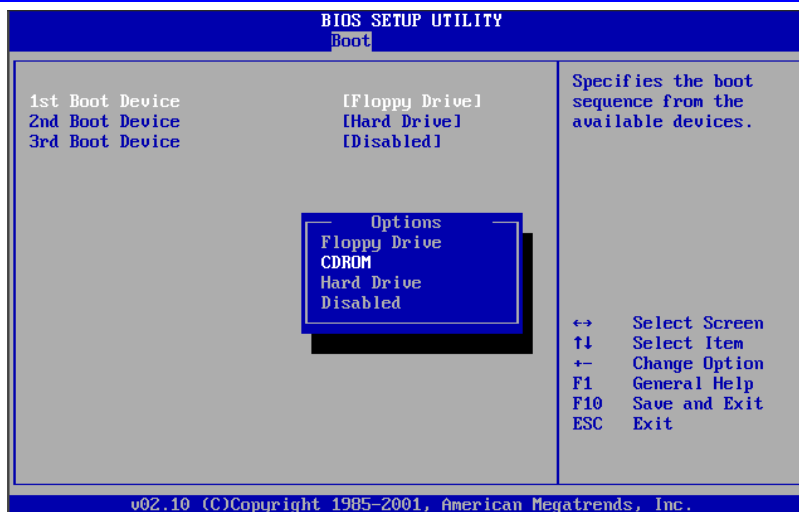 BIOS SETUP UTILITY
Boot
1st Boot Device [Floppy Drive]
2nd Boot Device [Hard Drive]
3rd Boot Device [Disabled]
Options
Floppy Drive
CDROM
Hard Drive
Disabled
Specifies the boot
sequence from the
available devices.
↔ Select Screen
↑↓ Select Item
+- Change Option
F1 General Help
F10 Save and Exit
ESC Exit
v02.10 (C)Copyright 1985-2001, American Megatrends, Inc.